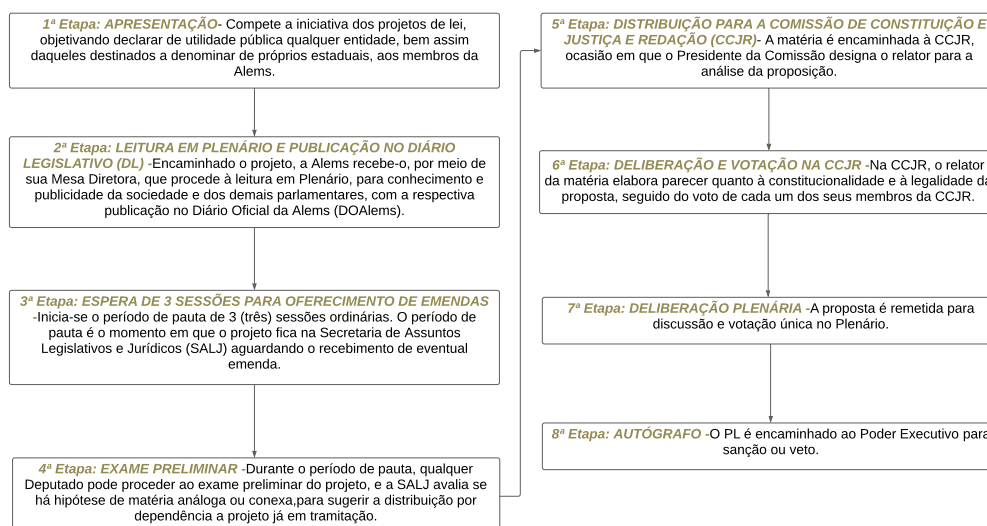 1ª Etapa: APRESENTAÇÃO- Compete a iniciativa dos projetos de lei,
objetivando declarar de utilidade pública qualquer entidade, bem assim
daqueles destinados a denominar de próprios estaduais, aos membros da
Alems.
2ª Etapa: LEITURA EM PLENÁRIO E PUBLICAÇÃO NO DIÁRIO
LEGISLATIVO (DL) -Encaminhado o projeto, a Alems recebe-o, por meio de
sua Mesa Diretora, que procede à leitura em Plenário, para conhecimento e
publicidade da sociedade e dos demais parlamentares, com a respectiva
publicação no Diário Oficial da Alems (DOAlems).
3ª Etapa: ESPERA DE 3 SESSÕES PARA OFERECIMENTO DE EMENDAS
-Inicia-se o período de pauta de 3 (três) sessões ordinárias. O período de
pauta é o momento em que o projeto fica na Secretaria de Assuntos
Legislativos e Jurídicos (SALJ) aguardando o recebimento de eventual
emenda.
4ª Etapa: EXAME PRELIMINAR -Durante o período de pauta, qualquer
Deputado pode proceder ao exame preliminar do projeto, e a SALJ avalia se
há hipótese de matéria análoga ou conexa,para sugerir a distribuição por
dependência a projeto já em tramitação.
5ª Etapa: DISTRIBUIÇÃO PARA A COMISSÃO DE CONSTITUIÇÃO E
JUSTIÇA E REDAÇÃO (CCJR)- A matéria é encaminhada à CCJR,
ocasião em que o Presidente da Comissão designa o relator para a
análise da proposição.
6ª Etapa: DELIBERAÇÃO E VOTAÇÃO NA CCJR -Na CCJR, o relator
da matéria elabora parecer quanto à constitucionalidade e à legalidade da
proposta, seguido do voto de cada um dos seus membros da CCJR.
7ª Etapa: DELIBERAÇÃO PLENÁRIA -A proposta é remetida para
discussão e votação única no Plenário.
8ª Etapa: AUTÓGRAFO -O PL é encaminhado ao Poder Executivo para
sanção ou veto.